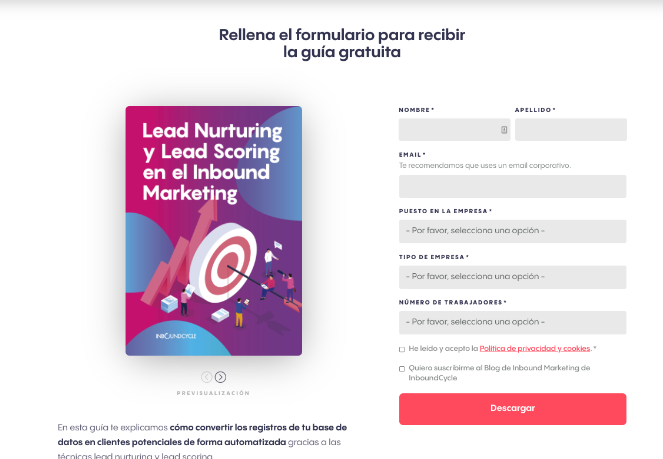 Rellena el formulario para recibir
la guía gratuita
Lead Nurturing
y Lead Scoring
en el Inbound
Marketing
INBOUNDCYCLE
PREVISUALIZACIÓN
En esta guía te explicamos cómo convertir los registros de tu base
de datos en clientes potenciales de forma automatizada gracias a las
técnicas lead nurturing y lead scoring.
NOMBRE*
APELLIDO*
EMAIL*
Te recomendamos que uses un email corporativo.
PUESTO EN LA EMPRESA*
- Por favor, selecciona una opción -
TIPO DE EMPRESA*
- Por favor, selecciona una opción -
NÚMERO DE TRABAJADORES*
- Por favor, selecciona una opción -
He leído y acepto la Política de privacidad y cookies. *
Quiero suscribirme al Blog de Inbound Marketing de
InboundCycle
Descargar